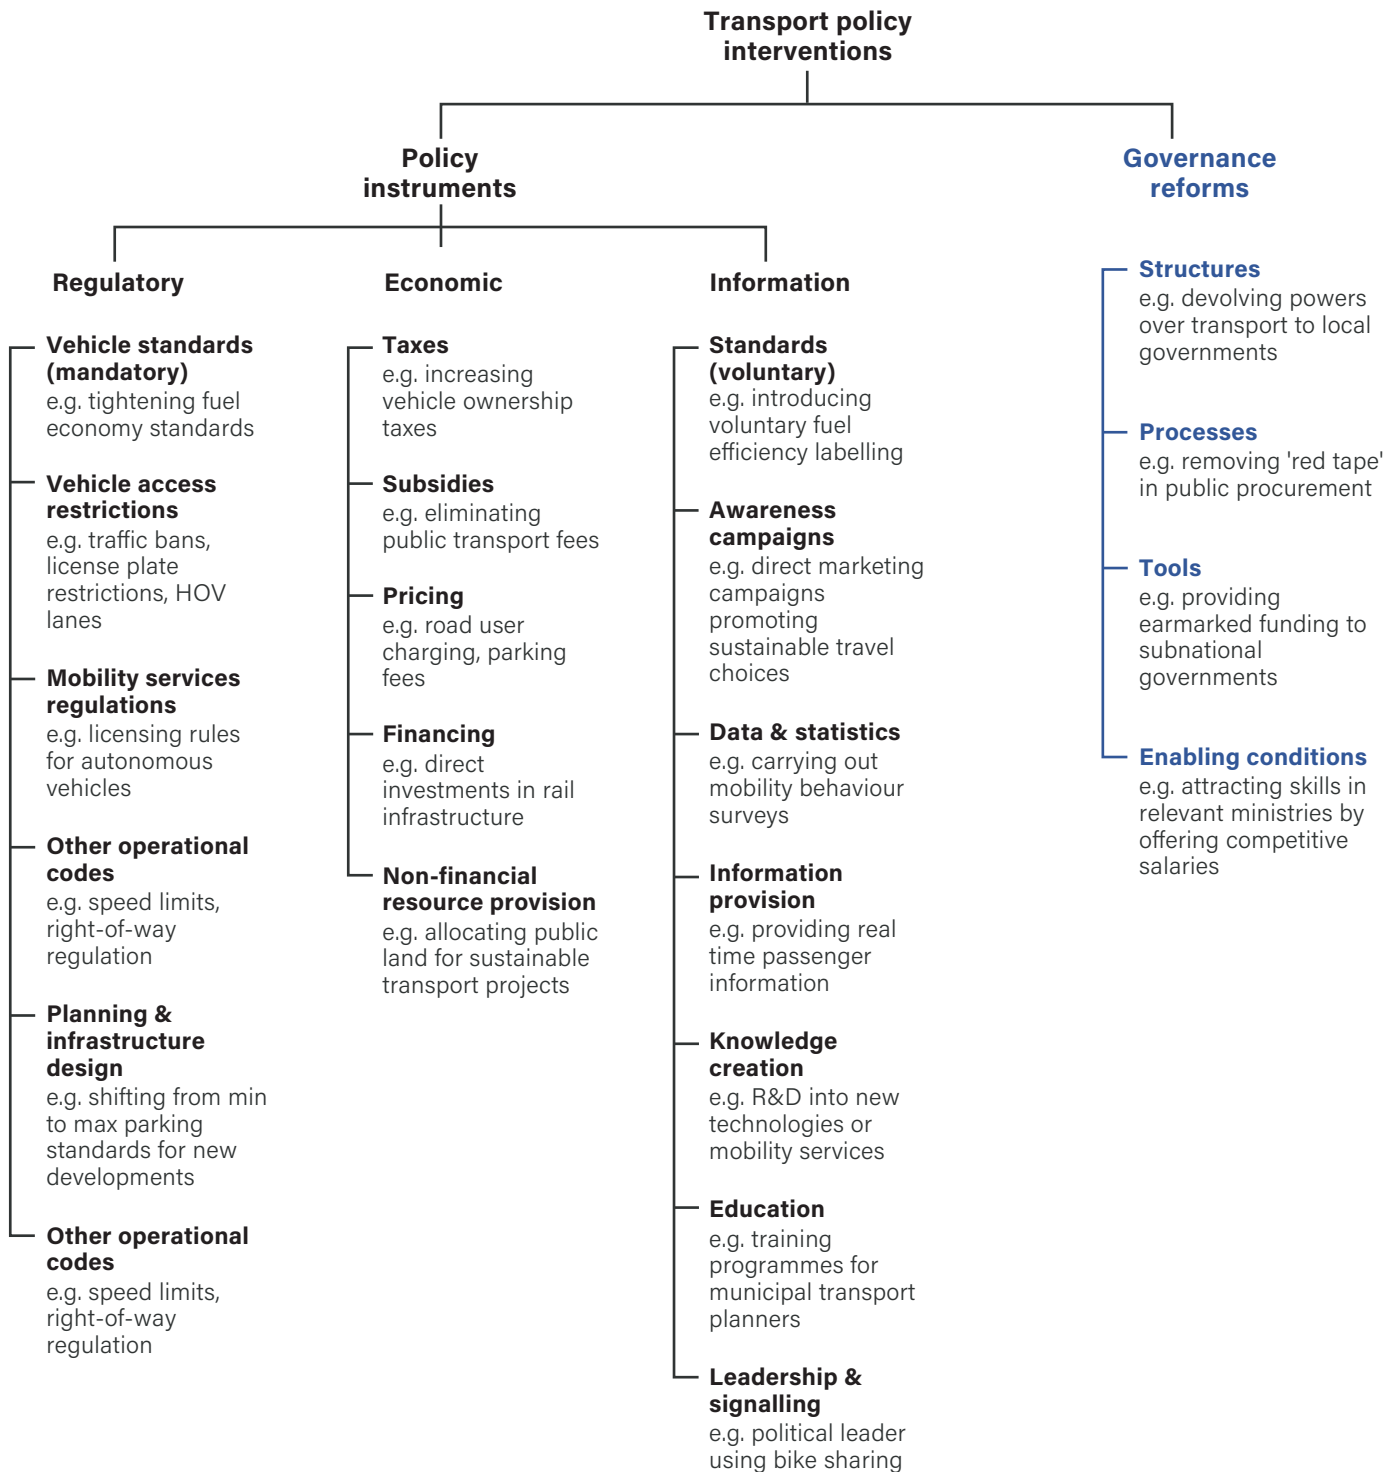 Transport policy
interventions
Policy
instruments
Governance
reforms
Regulatory
Vehicle standards
(mandatory)
e.g. tightening fuel
economy standards
Vehicle access
restrictions
e.g. traffic bans,
license plate
restrictions, HOV
lanes
Mobility services
regulations
e.g. licensing rules
for autonomous
vehicles
Other operational
codes
e.g. speed limits,
right-of-way
regulation
Planning &
infrastructure
design
e.g. shifting from min
to max parking
standards for new
developments
Other operational
codes
e.g. speed limits,
right-of-way
regulation
Economic
Taxes
e.g. increasing
vehicle ownership
taxes
Subsidies
e.g. eliminating
public transport fees
Pricing
e.g. road user
charging, parking
fees
Financing
e.g. direct
investments in rail
infrastructure
Non-financial
resource provision
e.g. allocating public
land for sustainable
transport projects
Information
Standards
(voluntary)
e.g. introducing
voluntary fuel
efficiency labelling
Awareness
campaigns
e.g. direct marketing
campaigns
promoting
sustainable travel
choices
Data & statistics
e.g. carrying out
mobility behaviour
surveys
Information
provision
e.g. providing real
time passenger
information
Knowledge
creation
e.g. R&D into new
technologies or
mobility services
Education
e.g. training
programmes for
municipal transport
planners
Leadership &
signalling
e.g. political leader
using bike sharing
Structures
e.g. devolving powers
over transport to local
governments
Processes
e.g. removing 'red tape'
in public procurement
Tools
e.g. providing
earmarked funding to
subnational
governments
Enabling conditions
e.g. attracting skills in
relevant ministries by
offering competitive
salaries